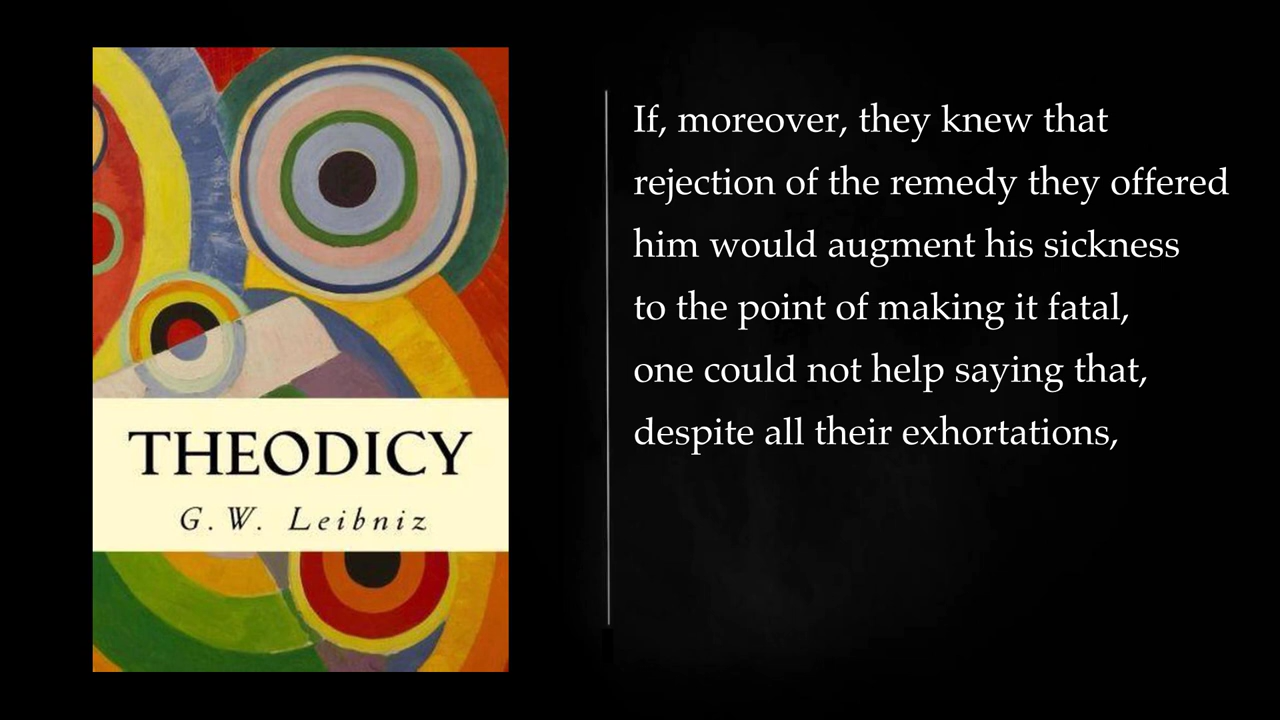 THEODICY
G. W. Leibniz
If, moreover, they knew that
rejection of the remedy they offered
him would augment his sickness
to the point of making it fatal,
one could not help saying that,
despite all their exhortations,